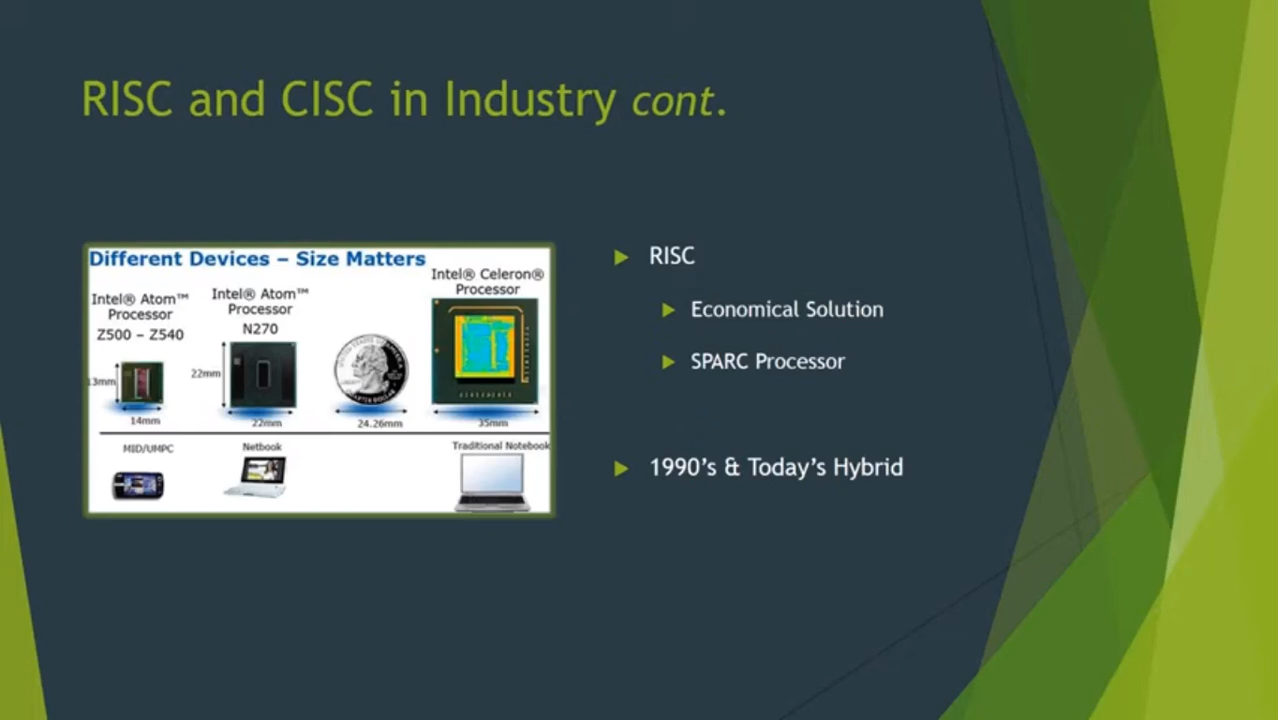 RISC and CISC in Industry cont.
Different Devices – Size Matters
Intel® Atom™
Processor
Z500 – Z540
Intel® Atom™
Processor
N270
Intel® Celeron®
Processor
13mm
14mm
22mm
22mm
24.26mm
35mm
MID/UMPC
Netbook
Traditional Notebook
RISC
Economical Solution
SPARC Processor
1990's & Today's Hybrid